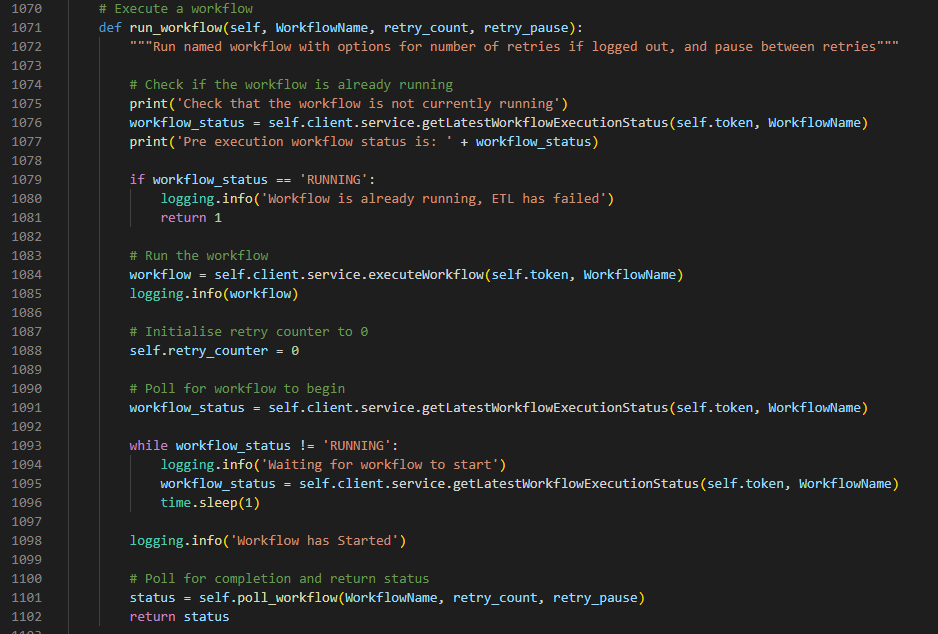 1070 # Execute a workflow
1071 def run_workflow(self, WorkflowName, retry_count, retry_pause):
1072 """Run named workflow with options for number of retries if logged out, and pause between retries"""
1073
1074 # Check if the workflow is already running
1075 print('Check that the workflow is not currently running')
1076 workflow_status = self.client.service.getLatestWorkflowExecutionStatus(self.token, WorkflowName)
1077 print('Pre execution workflow status is: ' + workflow_status)
1078
1079 if workflow_status == 'RUNNING':
1080 logging.info('Workflow is already running, ETL has failed')
1081 return 1
1082
1083 # Run the workflow
1084 workflow = self.client.service.executeWorkflow(self.token, WorkflowName)
1085 logging.info(workflow)
1086
1087 # Initialise retry counter to 0
1088 self.retry_counter = 0
1089
1090 # Poll for workflow to begin
1091 workflow_status = self.client.service.getLatestWorkflowExecutionStatus(self.token, WorkflowName)
1092
1093 while workflow_status != 'RUNNING':
1094 logging.info('Waiting for workflow to start')
1095 workflow_status = self.client.service.getLatestWorkflowExecutionStatus(self.token, WorkflowName)
1096 time.sleep(1)
1097
1098 logging.info('Workflow has Started')
1099
1100 # Poll for completion and return status
1101 status = self.poll_workflow(WorkflowName, retry_count, retry_pause)
1102 return status